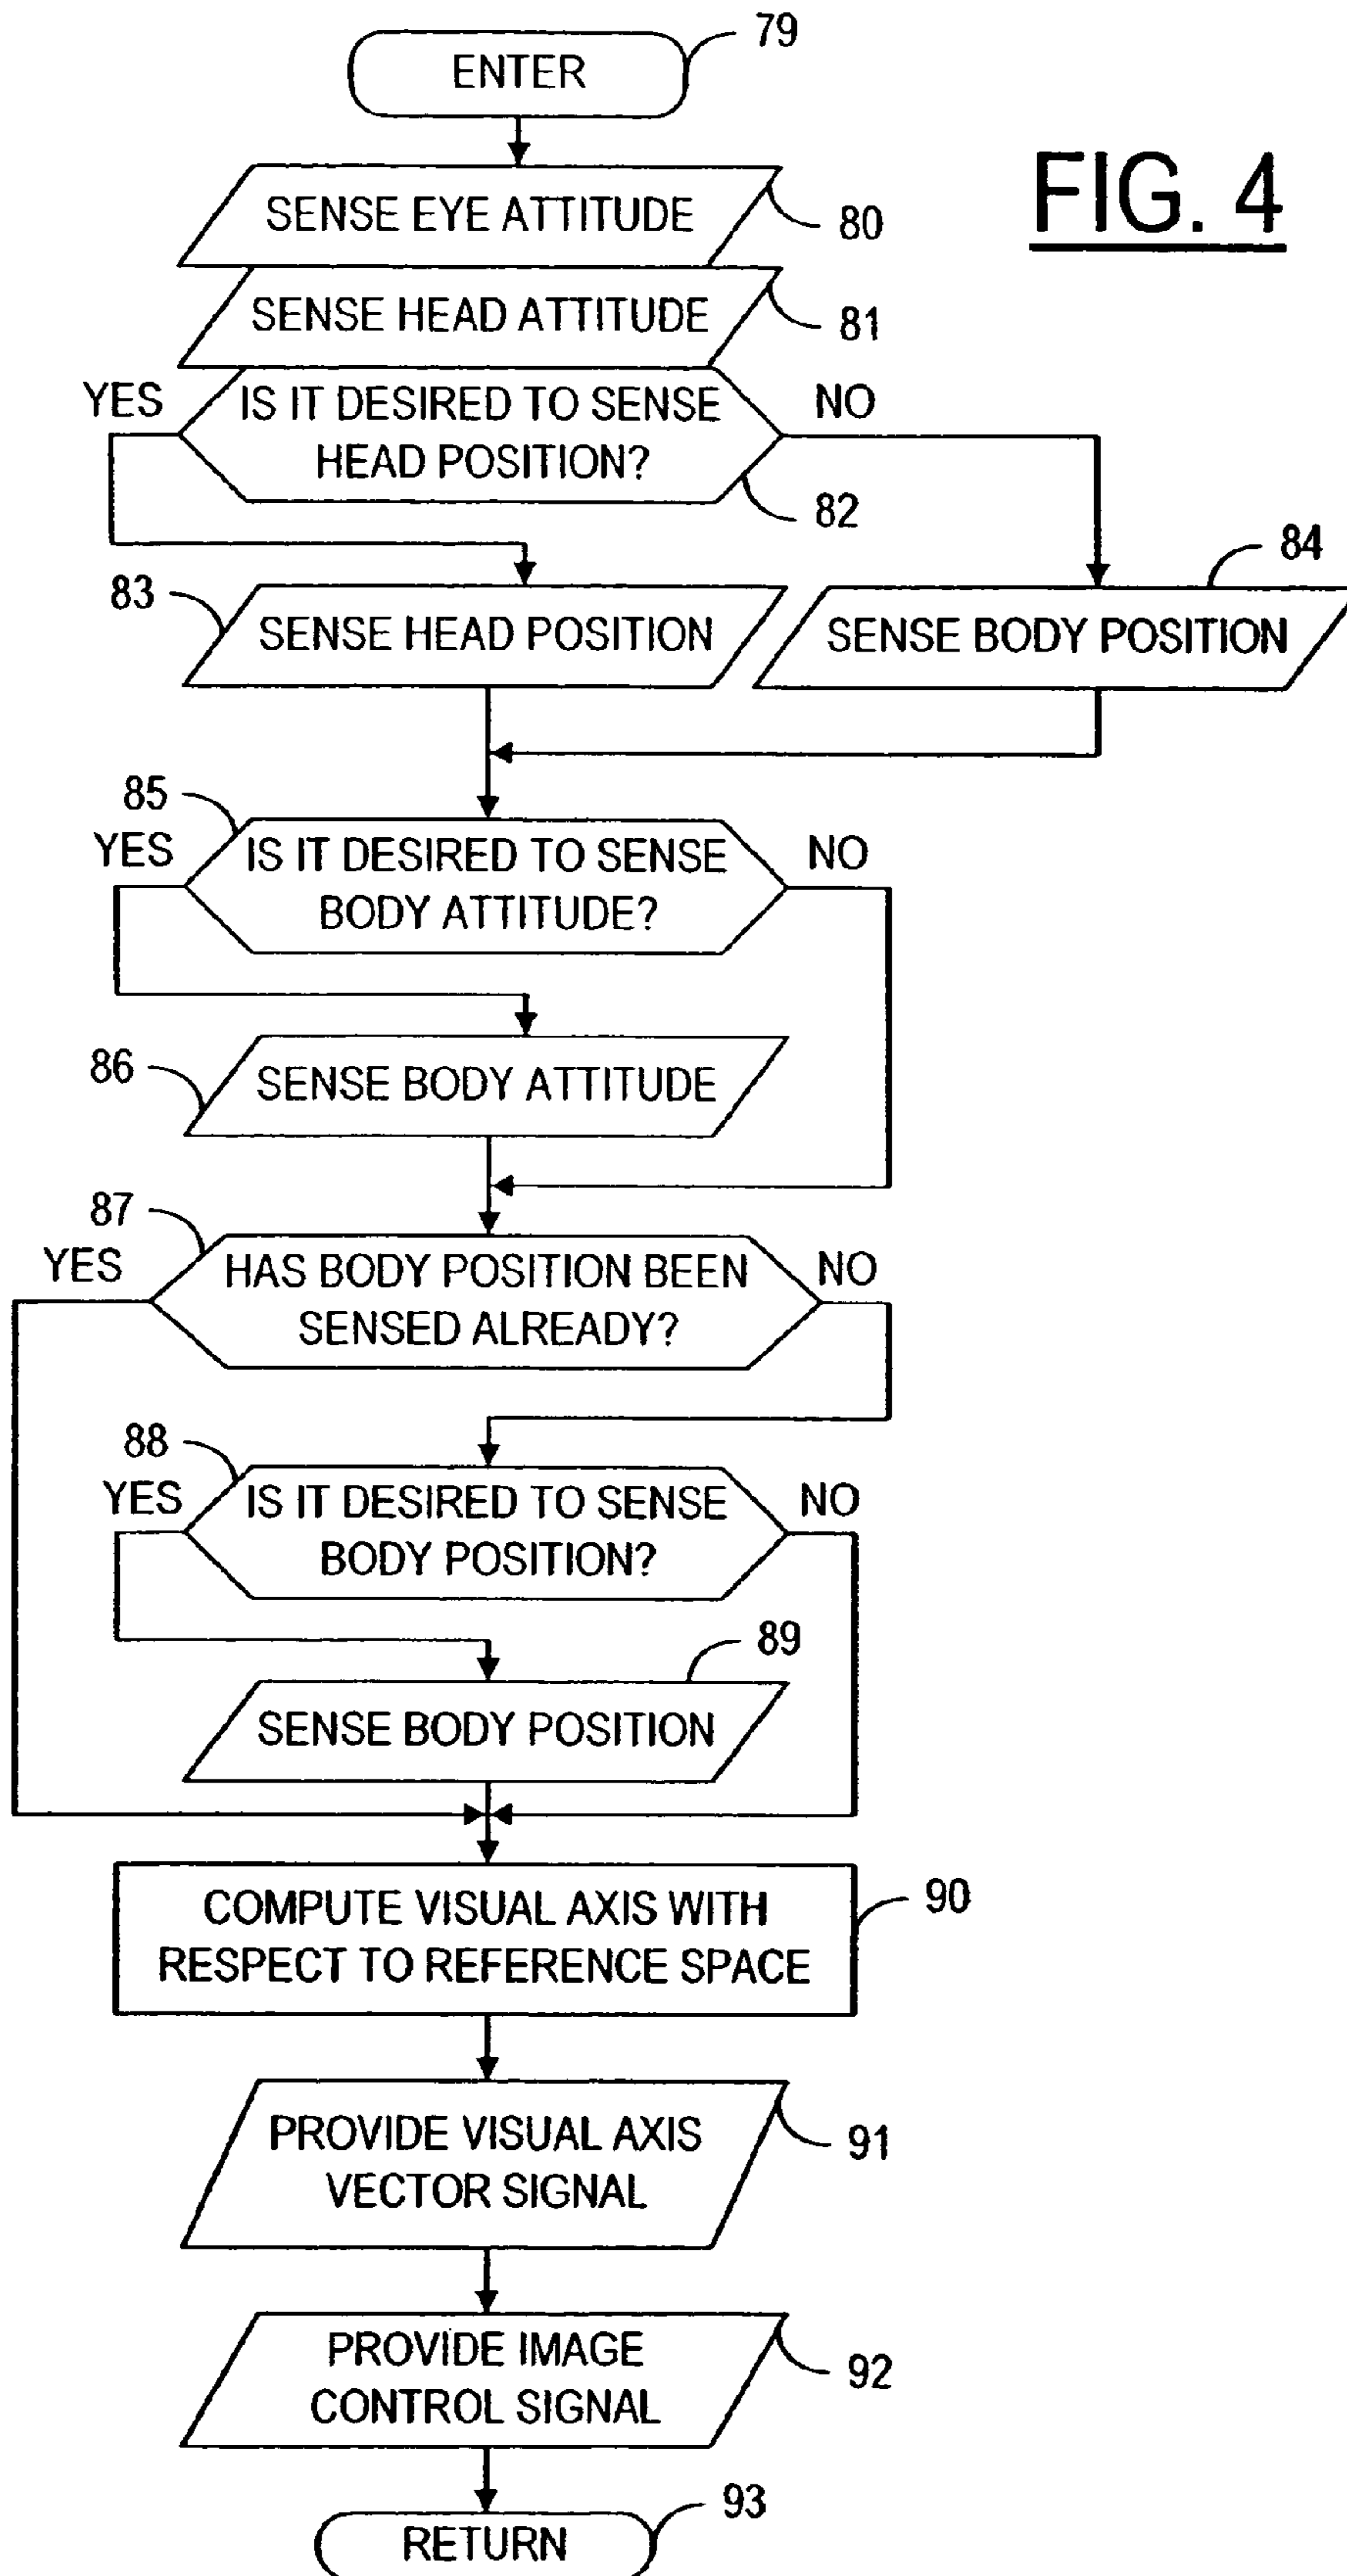 79
ENTER
FIG. 4
SENSE EYE ATTITUDE
80
SENSE HEAD ATTITUDE
81
YES
IS IT DESIRED TO SENSE
HEAD POSITION?
NO
82
83
84
SENSE HEAD POSITION
SENSE BODY POSITION
85
YES
IS IT DESIRED TO SENSE
BODY ATTITUDE?
NO
86
SENSE BODY ATTITUDE
87
YES
HAS BODY POSITION BEEN
SENSED ALREADY?
NO
88
YES
IS IT DESIRED TO SENSE
BODY POSITION?
NO
89
SENSE BODY POSITION
COMPUTE VISUAL AXIS WITH
RESPECT TO REFERENCE SPACE
90
PROVIDE VISUAL AXIS
VECTOR SIGNAL
91
PROVIDE IMAGE
CONTROL SIGNAL
92
93
RETURN